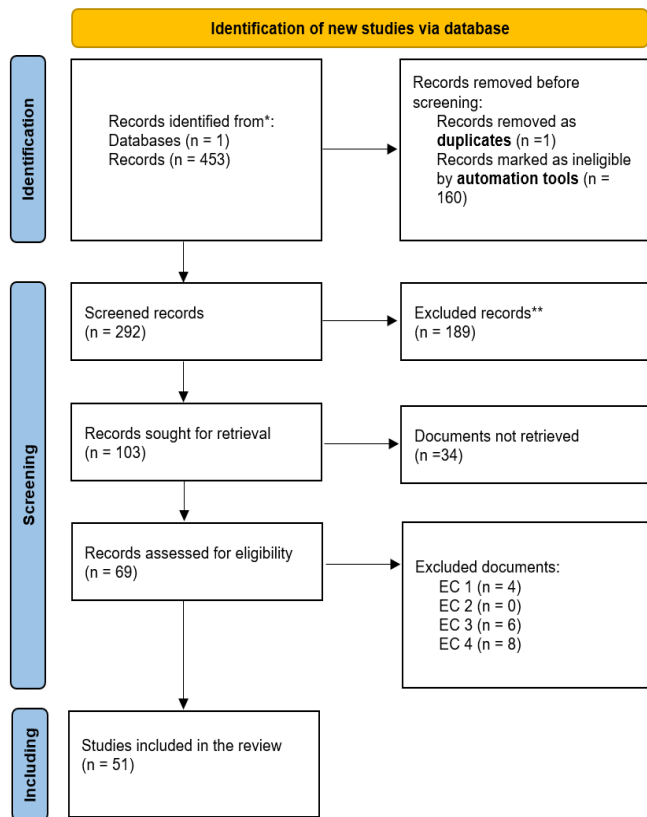 Identification of new studies via database
Identification
Records identified from*:
Databases (n = 1)
Records (n = 453)
Records removed before
screening:
Records removed as
duplicates (n =1)
Records marked as ineligible
by automation tools (n =
160)
Screening
Screened records
(n = 292)
Excluded records**
(n = 189)
Records sought for retrieval
(n = 103)
Documents not retrieved
(n =34)
Records assessed for eligibility
(n = 69)
Excluded documents:
EC 1 (n = 4)
EC 2 (n = 0)
EC 3 (n = 6)
EC 4 (n = 8)
Including
Studies included in the review
(n = 51)